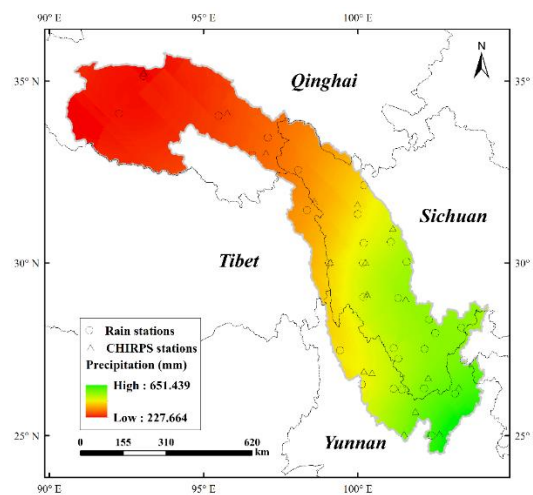 90° E 95° E 100° E
35° N 35° N
N
Qinghai
Sichuan
Tibet
30° N 30° N
Rain stations
CHIRPS stations
Precipitation (mm)
High : 651.439
Low : 227.664
0 155 310 620
km
25° N 25° N
Yunnan
90° E 95° E 100° E